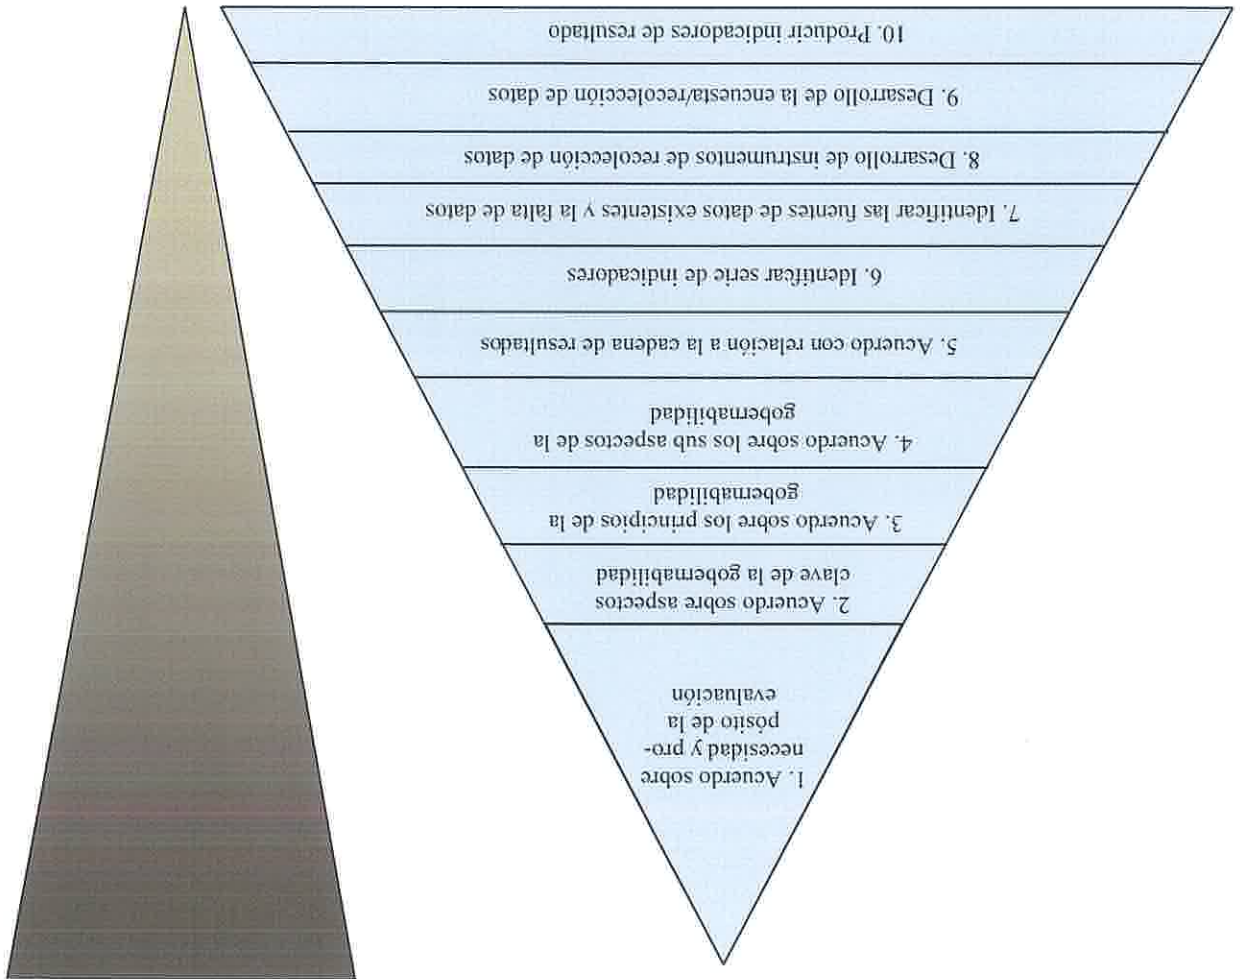 1. Acuerdo sobre
necesidad y pro-
pósito de la
evaluación
2. Acuerdo sobre aspectos
clave de la gobernabilidad
3. Acuerdo sobre los principios de la
gobernabilidad
4. Acuerdo sobre los sub aspectos de la
gobernabilidad
5. Acuerdo con relación a la cadena de resultados
6. Identifcar serie de indicadores
7. Identificar las fuentes de datos existentes y la falta de datos
8. Desarrollo de instrumentos de recolección de datos
9. Desarrollo de la encuesta/recolección de datos
10. Producir indicadores de resultado